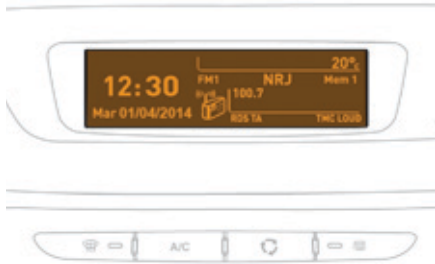 20°c
12:30
FM1 NRJ Mem 1
100.7
Mar 01/04/2014
RDS TA TMC LOUD
A/C